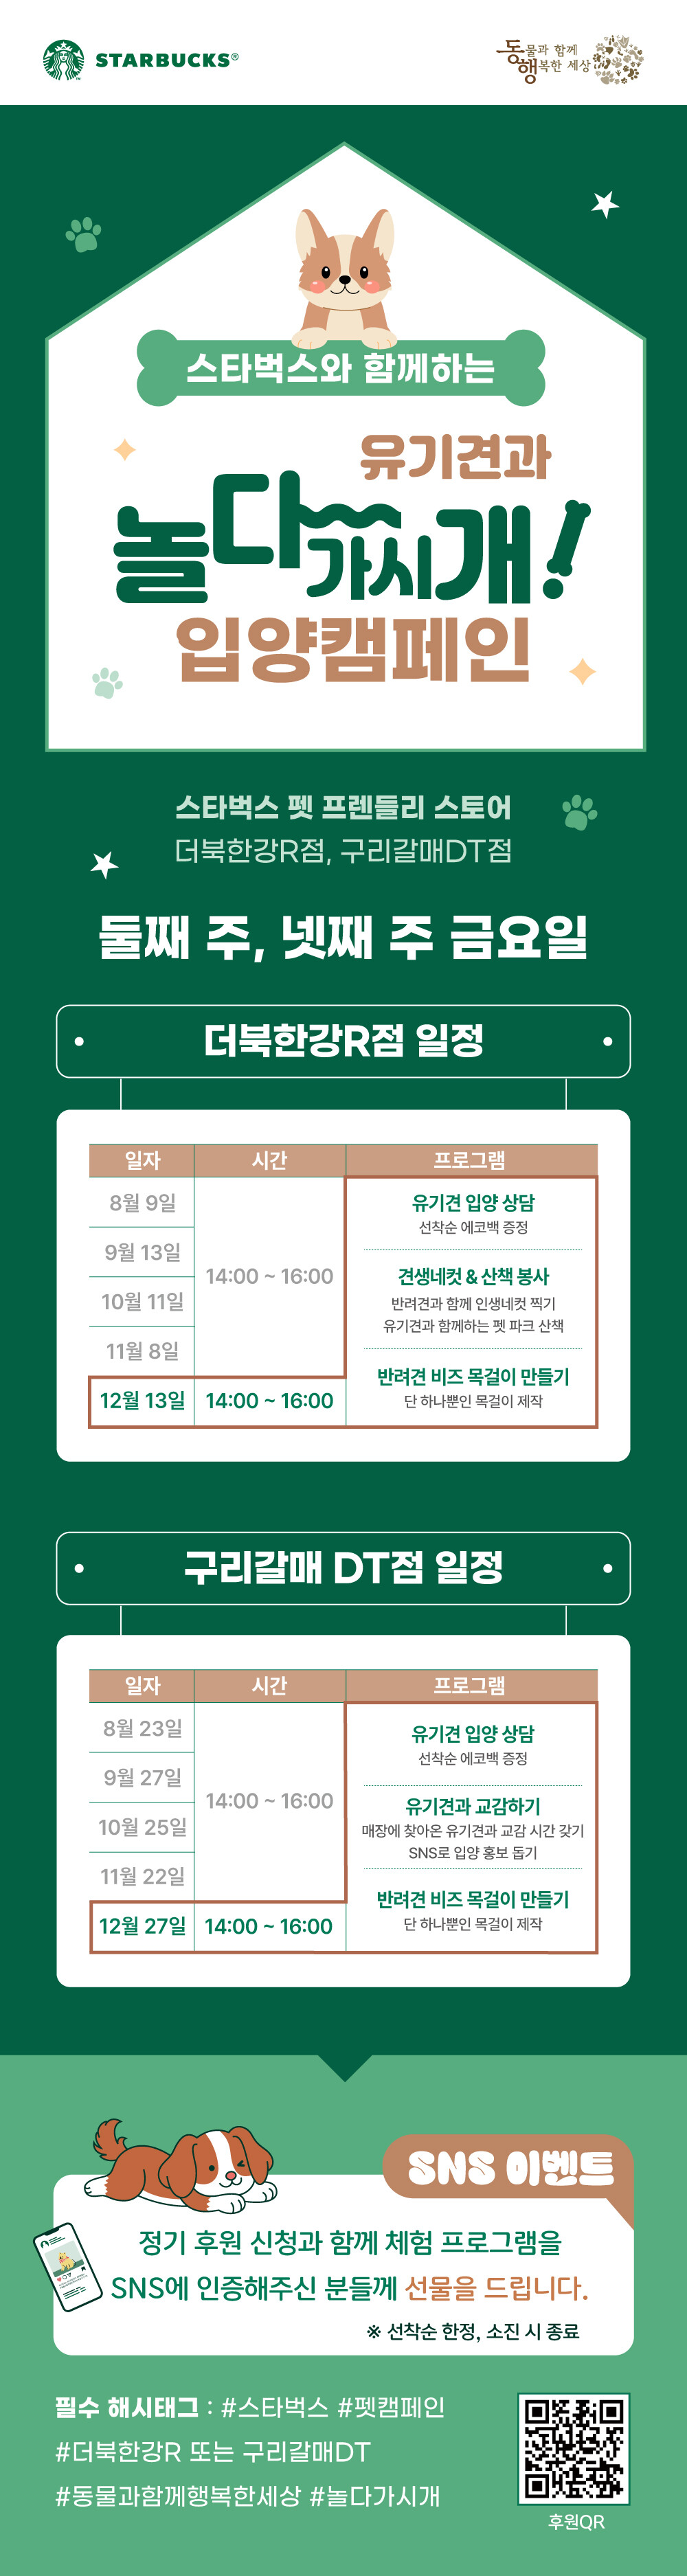 STARBUCKS®
동물과 함께
행복한 세상
스타벅스와 함께하는
유기견과
놀다가시개!
입양캠페인
스타벅스 펫 프렌들리 스토어
더북한강R점, 구리갈매DT점
둘째 주, 넷째 주 금요일
더북한강R점 일정
일자 시간 프로그램
8월 9일
9월 13일
10월 11일
11월 8일
14:00 ~ 16:00
12월 13일 14:00 ~ 16:00
유기견 입양 상담
선착순 에코백 증정
견생네컷 & 산책 봉사
반려견과 함께 인생네컷 찍기
유기견과 함께하는 펫 파크 산책
반려견 비즈 목걸이 만들기
단 하나뿐인 목걸이 제작
구리갈매 DT점 일정
일자 시간 프로그램
8월 23일
9월 27일
10월 25일
11월 22일
14:00 ~ 16:00
12월 27일 14:00 ~ 16:00
유기견 입양 상담
선착순 에코백 증정
유기견과 교감하기
매장에 찾아온 유기견과 교감 시간 갖기
SNS로 입양 홍보 돕기
반려견 비즈 목걸이 만들기
단 하나뿐인 목걸이 제작
SNS 이벤트
정기 후원 신청과 함께 체험 프로그램을
SNS에 인증해주신 분들께 선물을 드립니다.
※ 선착순 한정, 소진 시 종료
필수 해시태그 : #스타벅스 #펫캠페인
#더북한강R 또는 구리갈매DT
#동물과함께행복한세상 #놀다가시개
후원QR